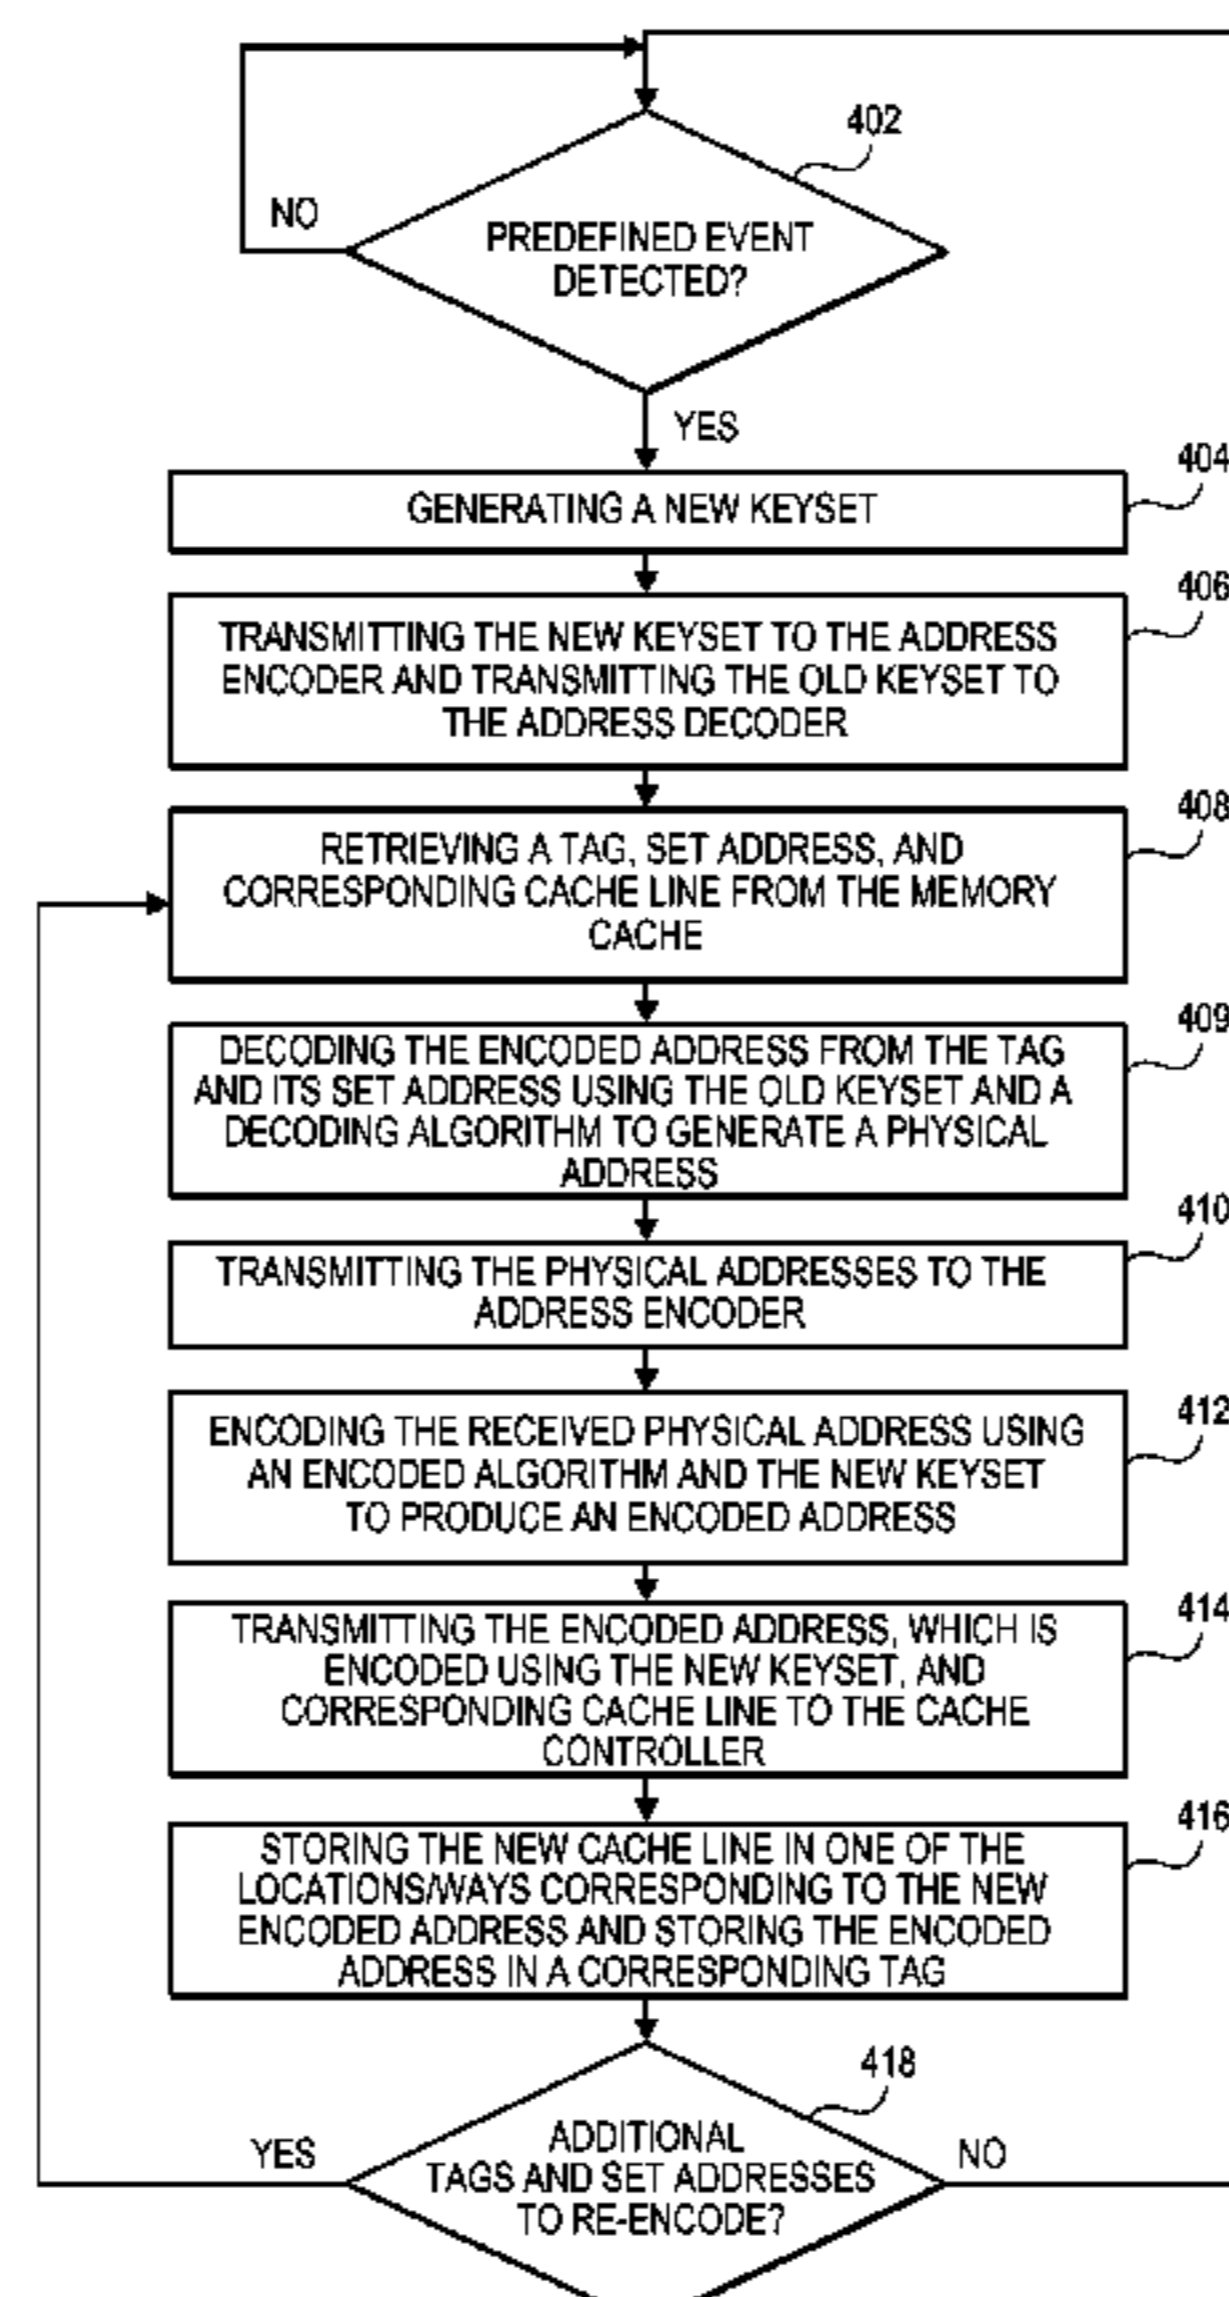 402
NO
PREDEFINED EVENT
DETECTED?
YES
404
GENERATING A NEW KEYSET
406
TRANSMITTING THE NEW KEYSET TO THE ADDRESS
ENCODER AND TRANSMITTING THE OLD KEYSET TO
THE ADDRESS DECODER
408
RETRIEVING A TAG, SET ADDRESS, AND
CORRESPONDING CACHE LINE FROM THE MEMORY
CACHE
409
DECODING THE ENCODED ADDRESS FROM THE TAG
AND ITS SET ADDRESS USING THE OLD KEYSET AND A
DECODING ALGORITHM TO GENERATE A PHYSICAL
ADDRESS
410
TRANSMITTING THE PHYSICAL ADDRESSES TO THE
ADDRESS ENCODER
412
ENCODING THE RECEIVED PHYSICAL ADDRESS USING
AN ENCODED ALGORITHM AND THE NEW KEYSET
TO PRODUCE AN ENCODED ADDRESS
414
TRANSMITTING THE ENCODED ADDRESS, WHICH IS
ENCODED USING THE NEW KEYSET, AND
CORRESPONDING CACHE LINE TO THE CACHE
CONTROLLER
416
STORING THE NEW CACHE LINE IN ONE OF THE
LOCATIONS/WAYS CORRESPONDING TO THE NEW
ENCODED ADDRESS AND STORING THE ENCODED
ADDRESS IN A CORRESPONDING TAG
418
YES
ADDITIONAL
TAGS AND SET ADDRESSES
TO RE-ENCODE?
NO